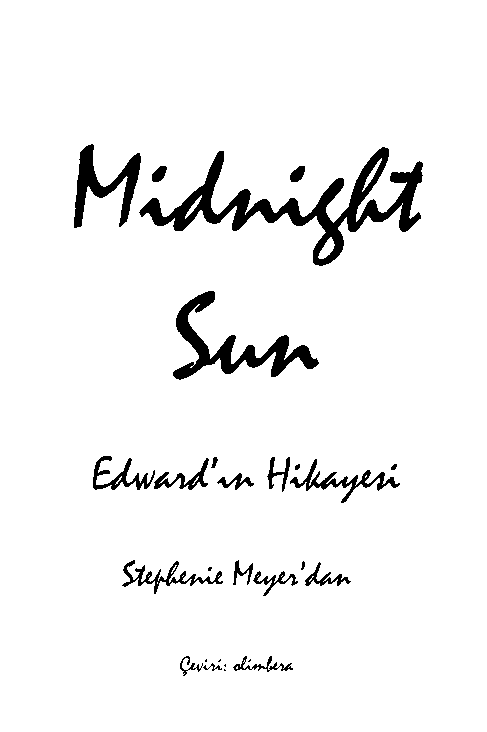 Midnight
Sun
Edward'ın Hikayesi
Stephenie Meyer'dan
Çeviri: olimbera